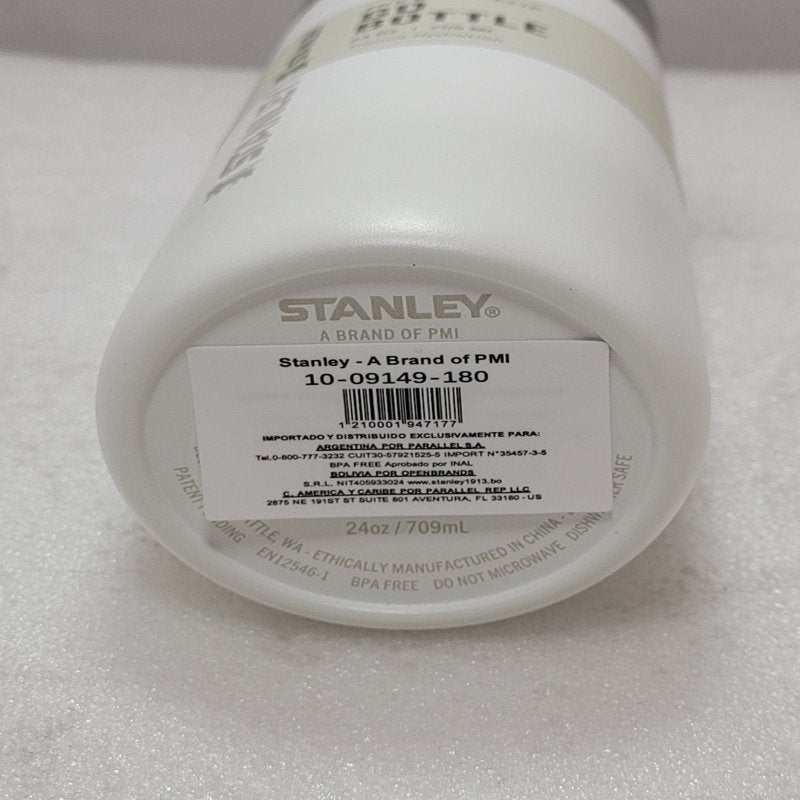 GO
BOTTLE
STANLEY®
A BRAND OF PMI
Stanley - A Brand of PMI
10-09149-180
1 210001 947177
IMPORTADO Y DISTRIBUIDO EXCLUSIVAMENTE PARA:
ARGENTINA POR PARALLEL S.A.
Tel.0-800-777-3232 CUIT30-57921525-5 IMPORT N°35457-3-5
BPA FREE Aprobado por INAL
BOLIVIA POR OPENBRANDS
S.R.L. NIT405933024 www.stanley1913.bo
C. AMERICA Y CARIBE POR PARALLEL REP LLC
2875 NE 191ST ST SUITE 801 AVENTURA, FL 33180 - US
24oz / 709mL
WA - ETHICALLY MANUFACTURED IN CHINA -
PATENT PENDING EN12546-1 BPA FREE DO NOT MICROWAVE SAFE